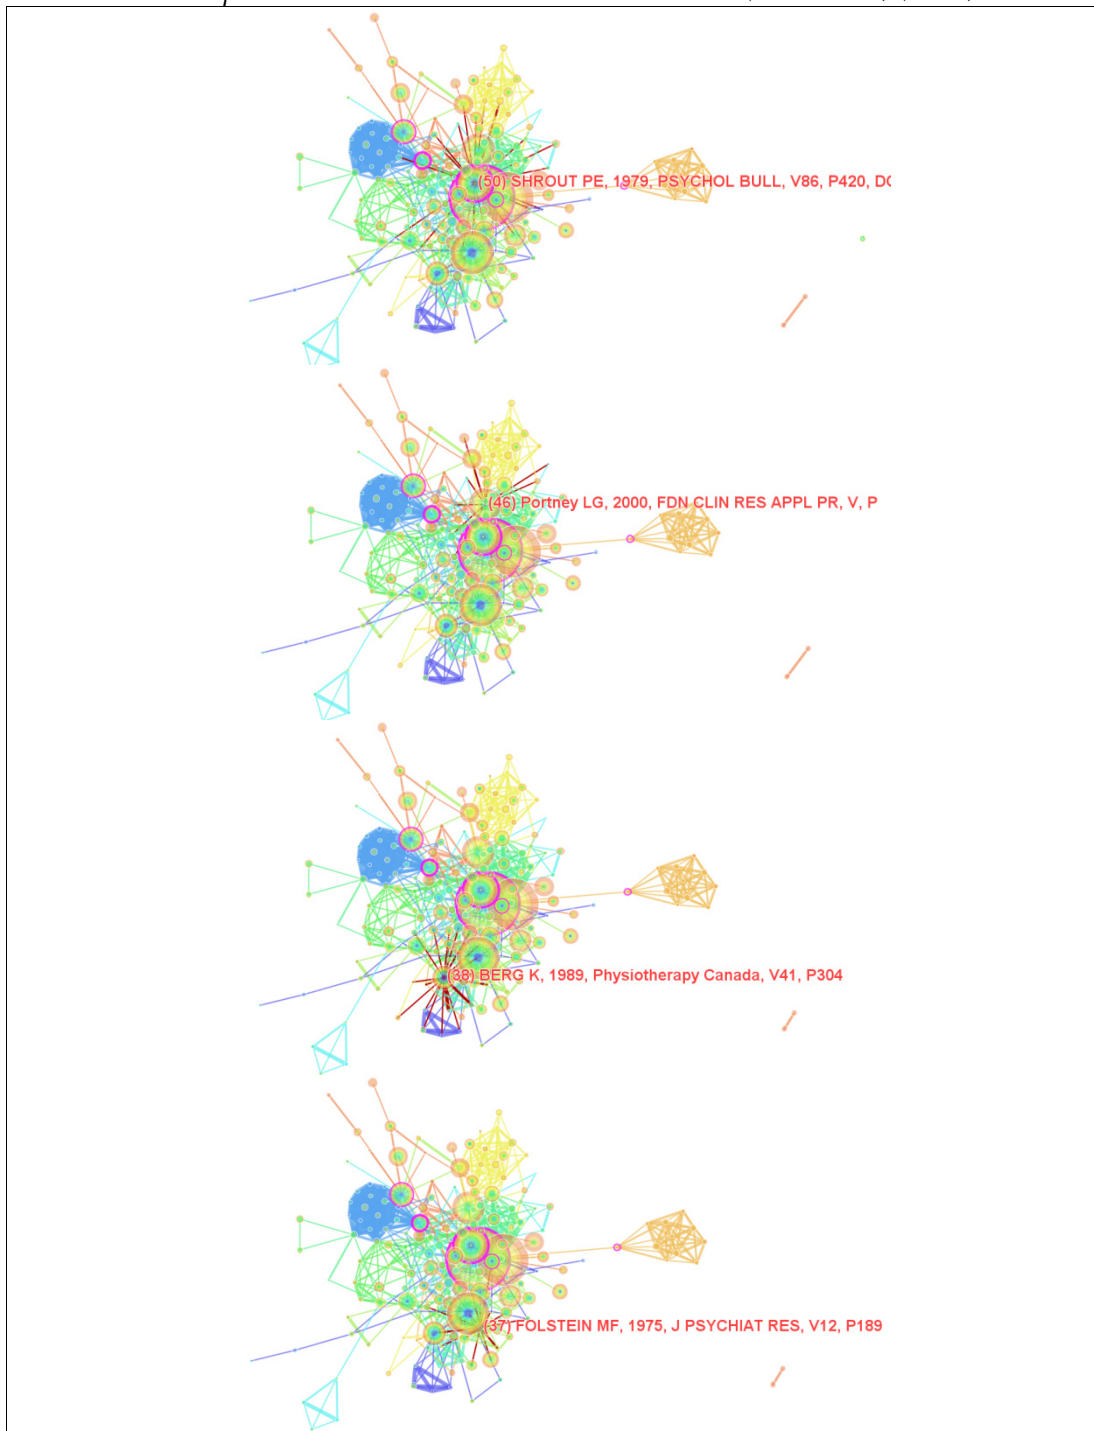 (50) SHROUT PE, 1979, PSYCHOL BULL, V86, P420,
(46) Portney LG, 2000, FDN CLIN RES APPL PR, V, P
(38) BERG K, 1989, Physiotherapy Canada, V41, P304
(37) FOLSTEIN MF, 1975, J PSYCHIAT RES, V12, P189